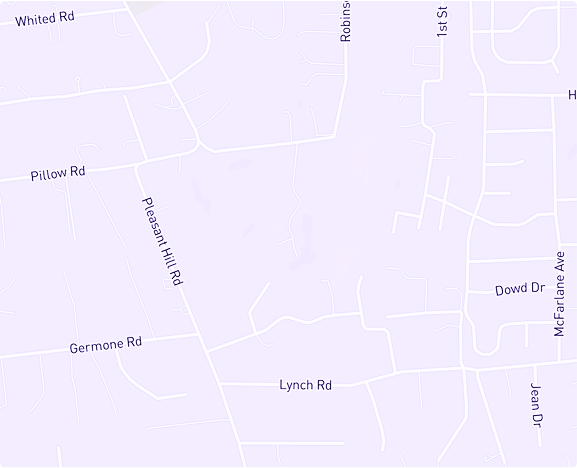 Whited Rd
Robins
1st St
H
Pillow Rd
Pleasant Hill Rd
Dowd Dr
McFarlane Ave
Germone Rd
Lynch Rd
Jean Dr